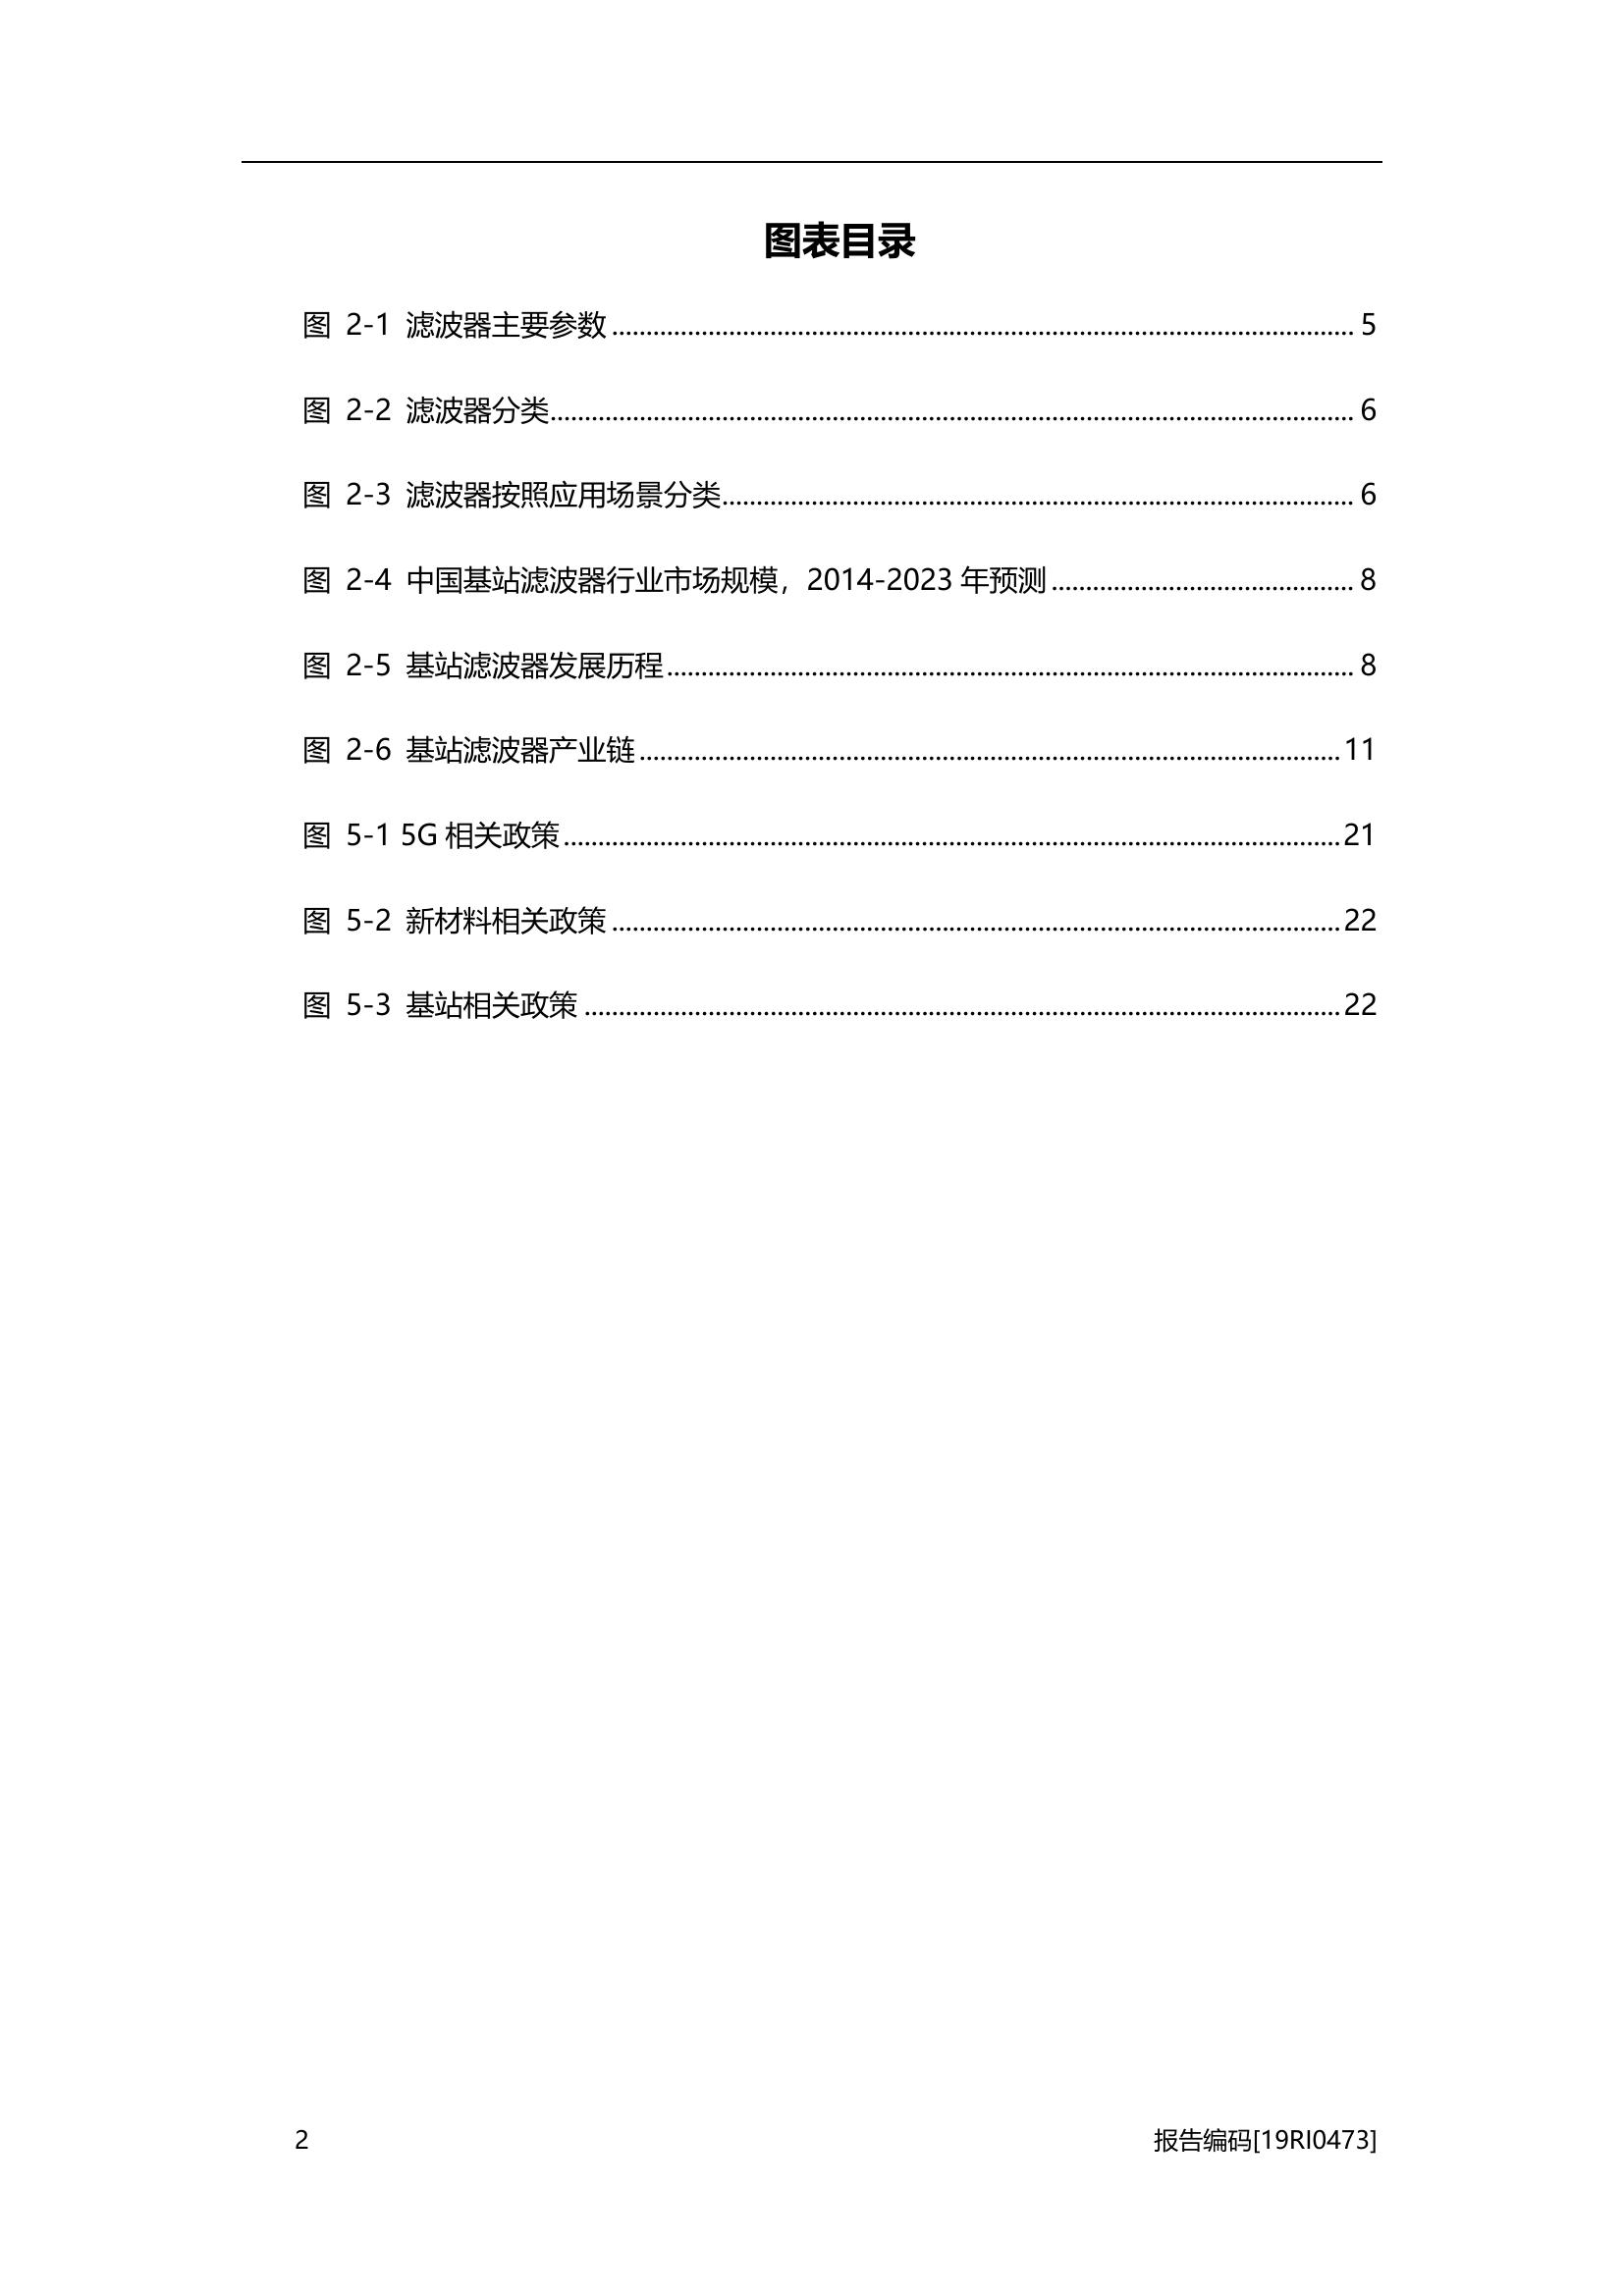 图表目录
图 2-1 滤波器主要参数 ........ 5
图 2-2 滤波器分类 ........ 6
图 2-3 滤波器按照应用场景分类 ........ 6
图 2-4 中国基站滤波器行业市场规模，2014-2023 年预测 ........ 8
图 2-5 基站滤波器发展历程 ........ 8
图 2-6 基站滤波器产业链 ........ 11
图 5-1 5G 相关政策 ........ 21
图 5-2 新材料相关政策 ........ 22
图 5-3 基站相关政策 ........ 22
2 报告编码[19RI0473]